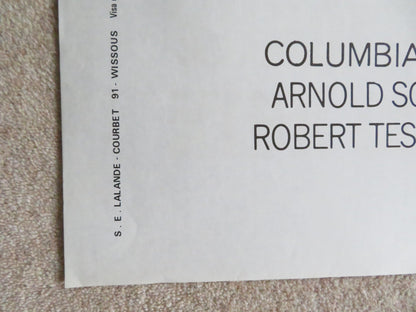 S. E. LALANDE - COURBET 91 - WISSOUS Visa
COLUMBIA
ARNOLD SC
ROBERT TES